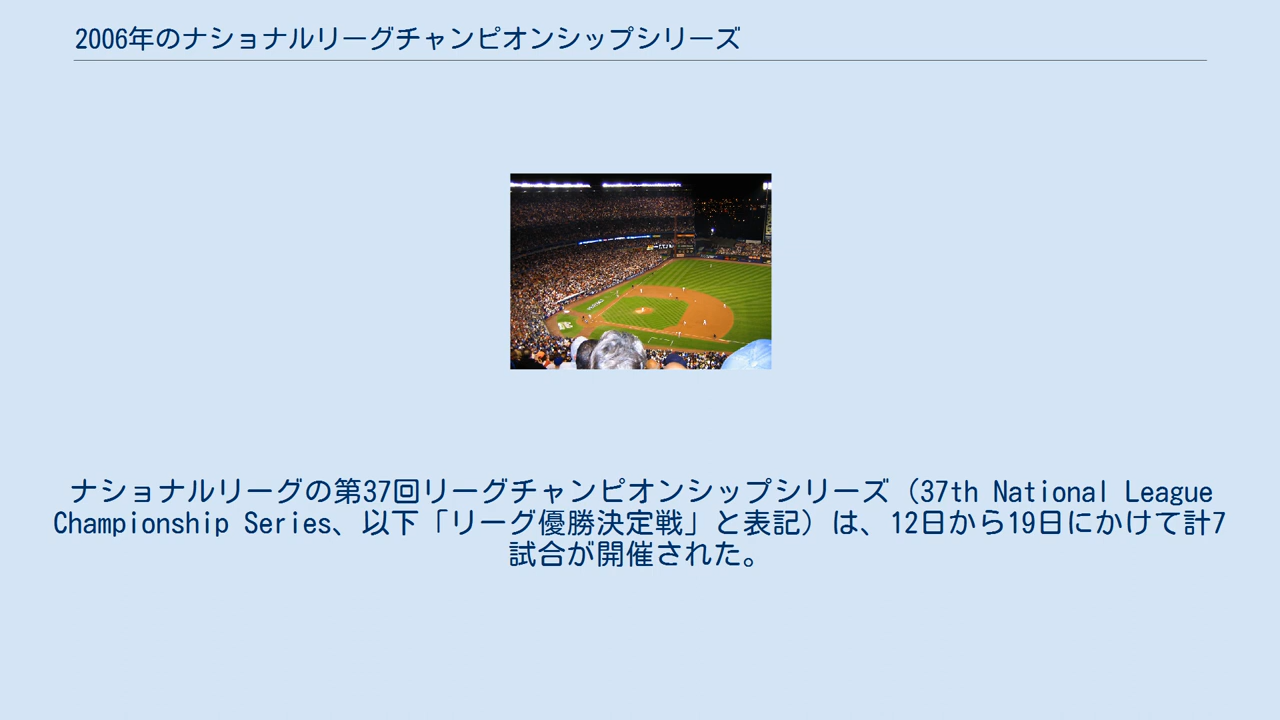 2006年のナショナルリーグチャンピオンシップシリーズ
ナショナルリーグの第37回リーグチャンピオンシップシリーズ（37th National League
Championship Series、以下「リーグ優勝決定戦」と表記）は、12日から19日にかけて計7
試合が開催された。